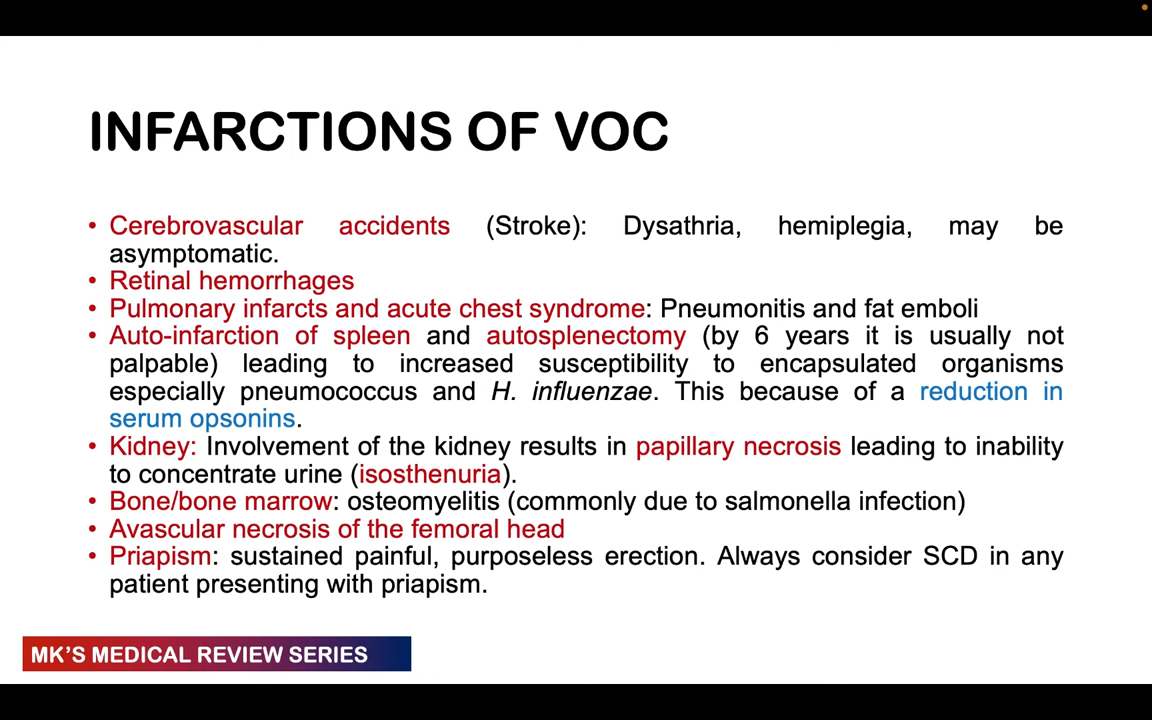 INFARCTIONS OF VOC
• Cerebrovascular accidents (Stroke): Dysathria, hemiplegia, may be
asymptomatic.
• Retinal hemorrhages
• Pulmonary infarcts and acute chest syndrome: Pneumonitis and fat emboli
• Auto-infarction of spleen and autosplenectomy (by 6 years it is usually not
palpable) leading to increased susceptibility to encapsulated organisms
especially pneumococcus and H. influenzae. This because of a reduction in
serum opsonins.
• Kidney: Involvement of the kidney results in papillary necrosis leading to inability
to concentrate urine (isosthenuria).
• Bone/bone marrow: osteomyelitis (commonly due to salmonella infection)
• Avascular necrosis of the femoral head
• Priapism: sustained painful, purposeless erection. Always consider SCD in any
patient presenting with priapism.
MK'S MEDICAL REVIEW SERIES